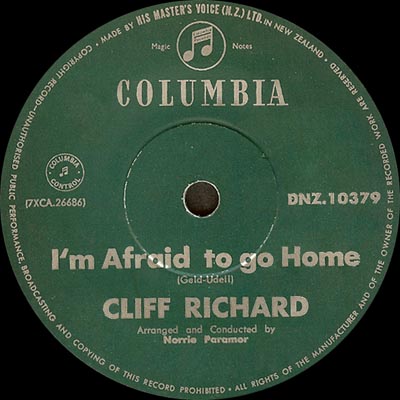 MADE BY HIS MASTER'S VOICE (N.Z.) LTD. IN NEW ZEALAND • COPYRIGHT RECORD—UNAUTHORISED PUBLIC PERFORMANCE, BROADCASTING AND COPYING OF THIS RECORD PROHIBITED • ALL RIGHTS OF THE MANUFACTURER AND OF THE OWNER OF THE RECORDED WORK ARE RESERVED •
Magic Notes
COLUMBIA
COLUMBIA
CONTROL
(7XCA.26686)
DNZ.10379
I'm Afraid to go Home
(Geld-Udell)
CLIFF RICHARD
Arranged and Conducted by
Norrie Paramor